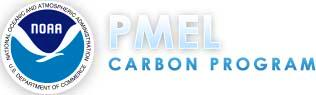 NATIONAL OCEANIC AND ATMOSPHERIC ADMINISTRATION
NOAA
U.S. DEPARTMENT OF COMMERCE
PMEL
CARBON PROGRAM